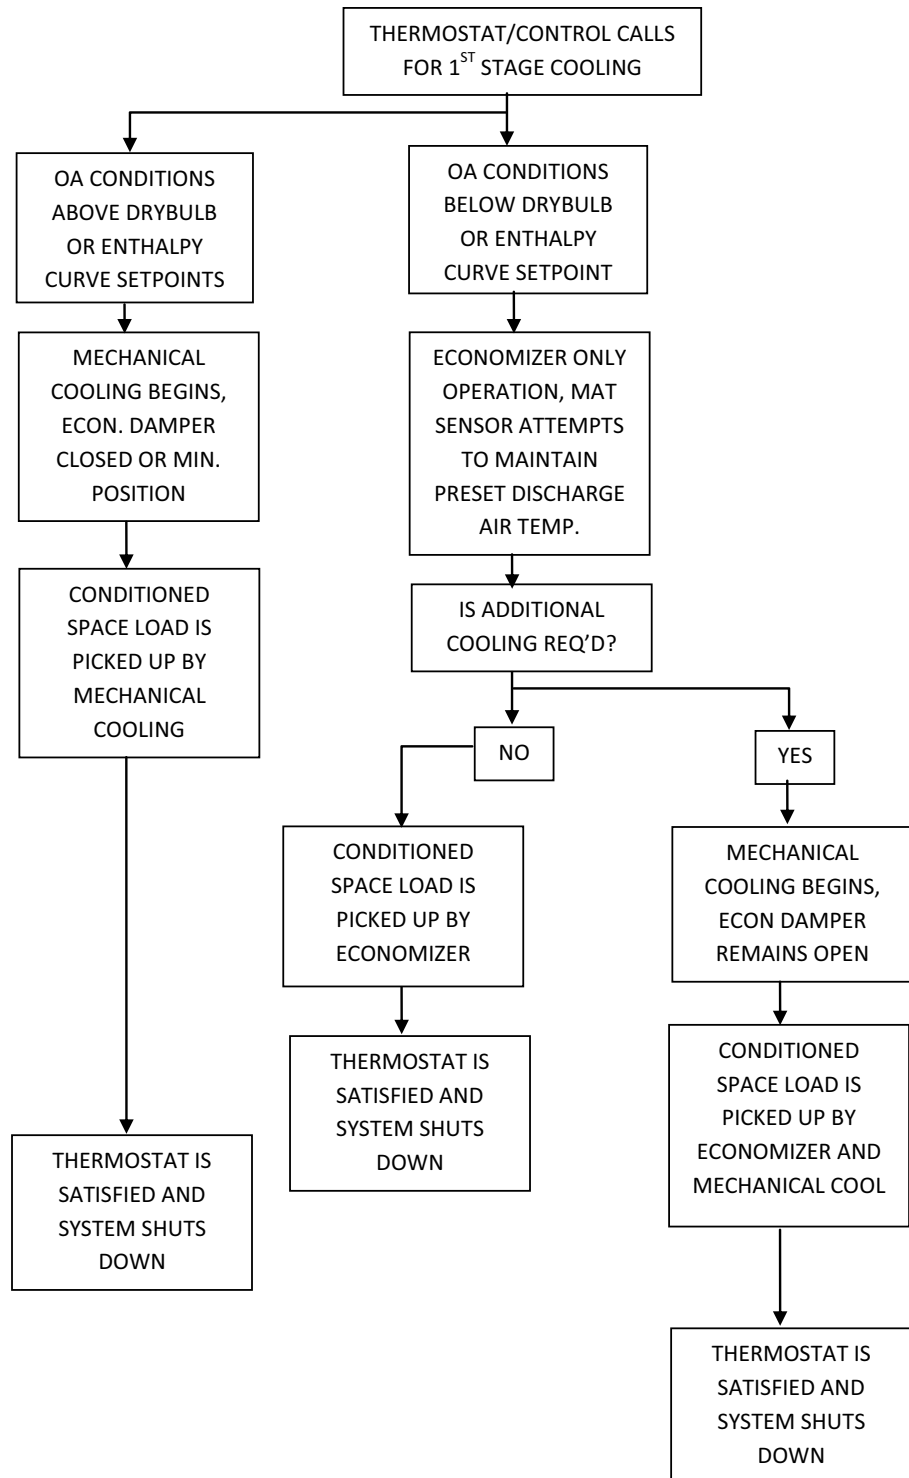 THERMOSTAT/CONTROL CALLS
FOR 1ST STAGE COOLING
OA CONDITIONS
ABOVE DRYBULB
OR ENTHALPY
CURVE SETPOINTS
OA CONDITIONS
BELOW DRYBULB
OR ENTHALPY
CURVE SETPOINT
MECHANICAL
COOLING BEGINS,
ECON. DAMPER
CLOSED OR MIN.
POSITION
ECONOMIZER ONLY
OPERATION, MAT
SENSOR ATTEMPTS
TO MAINTAIN
PRESET DISCHARGE
AIR TEMP.
CONDITIONED
SPACE LOAD IS
PICKED UP BY
MECHANICAL
COOLING
IS ADDITIONAL
COOLING REQ’D?
NO
YES
CONDITIONED
SPACE LOAD IS
PICKED UP BY
ECONOMIZER
MECHANICAL
COOLING BEGINS,
ECON DAMPER
REMAINS OPEN
THERMOSTAT IS
SATISFIED AND
SYSTEM SHUTS
DOWN
CONDITIONED
SPACE LOAD IS
PICKED UP BY
ECONOMIZER AND
MECHANICAL COOL
THERMOSTAT IS
SATISFIED AND
SYSTEM SHUTS
DOWN
THERMOSTAT IS
SATISFIED AND
SYSTEM SHUTS
DOWN